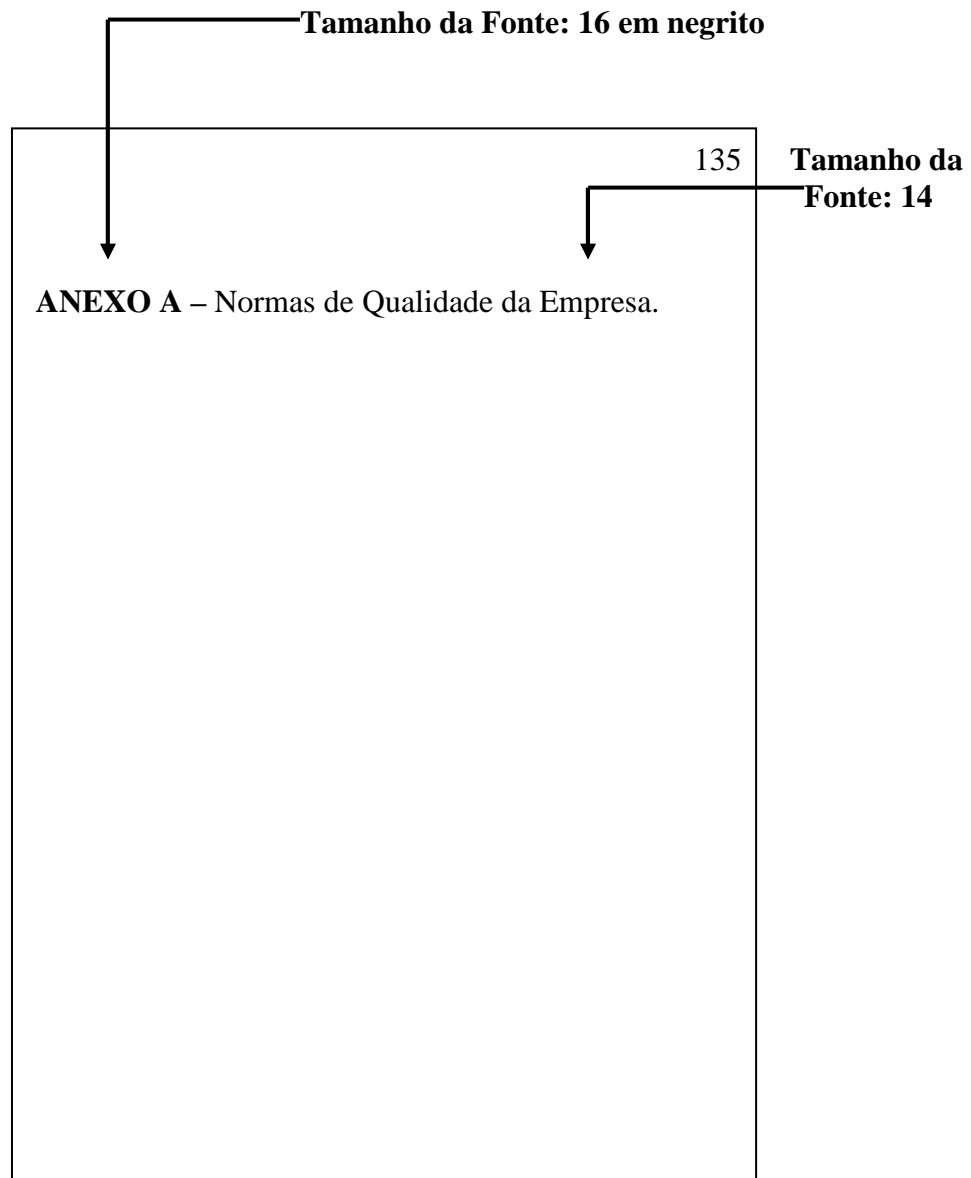 Tamanho da Fonte: 16 em negrito
135
Tamanho da
Fonte: 14
ANEXO A – Normas de Qualidade da Empresa.